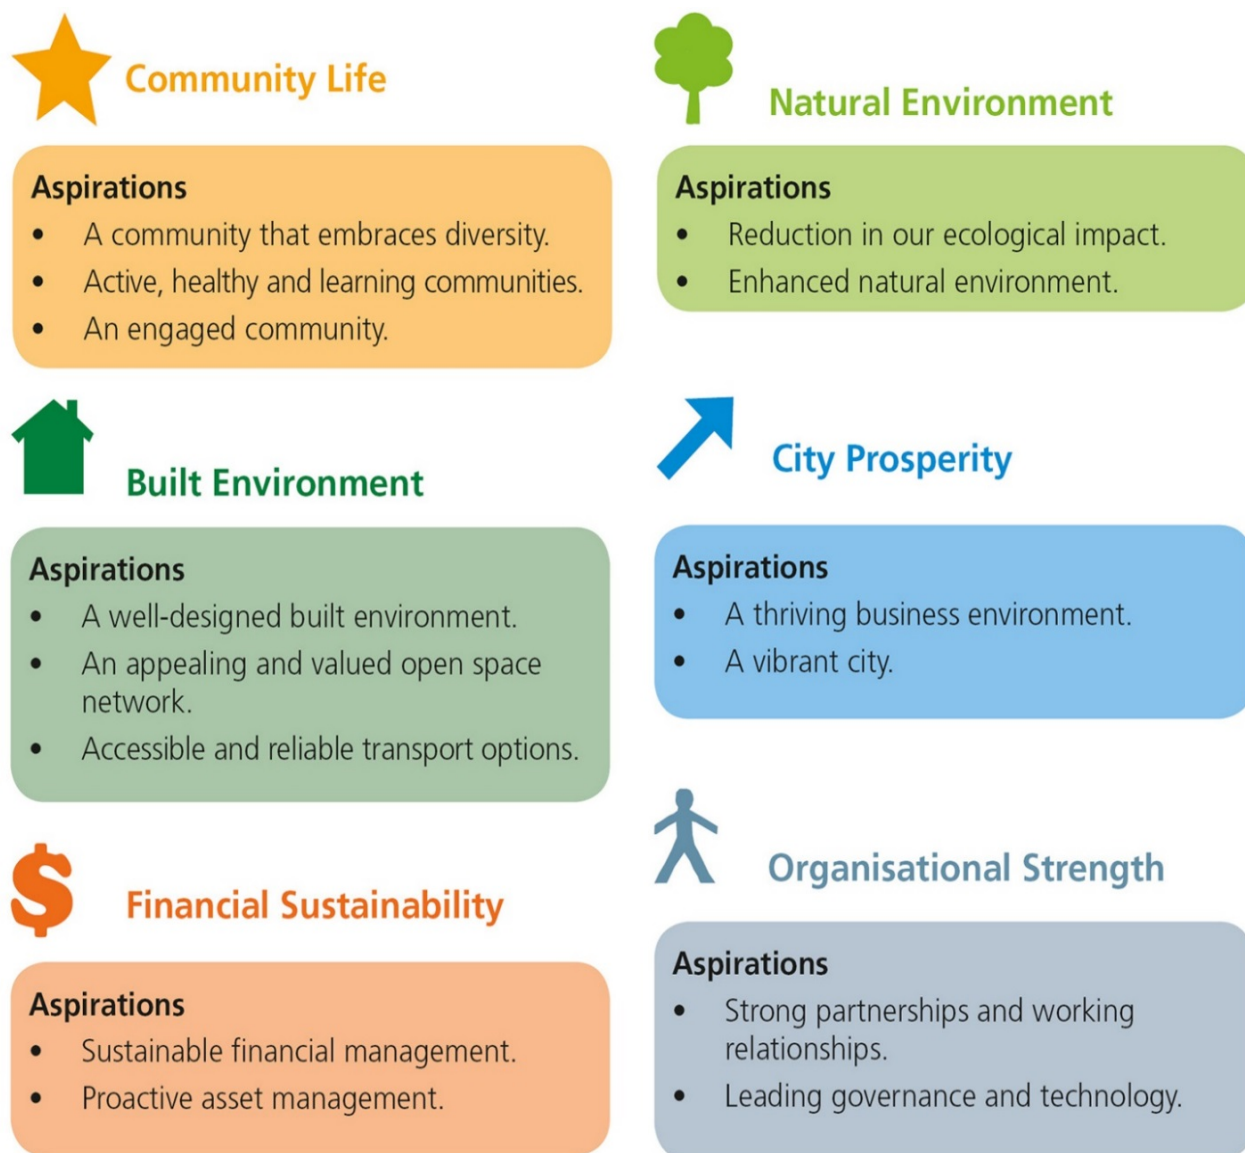 Community Life
Aspirations
• A community that embraces diversity.
• Active, healthy and learning communities.
• An engaged community.
Natural Environment
Aspirations
• Reduction in our ecological impact.
• Enhanced natural environment.
Built Environment
Aspirations
• A well-designed built environment.
• An appealing and valued open space
network.
• Accessible and reliable transport options.
City Prosperity
Aspirations
• A thriving business environment.
• A vibrant city.
Financial Sustainability
Aspirations
• Sustainable financial management.
• Proactive asset management.
Organisational Strength
Aspirations
• Strong partnerships and working
relationships.
• Leading governance and technology.